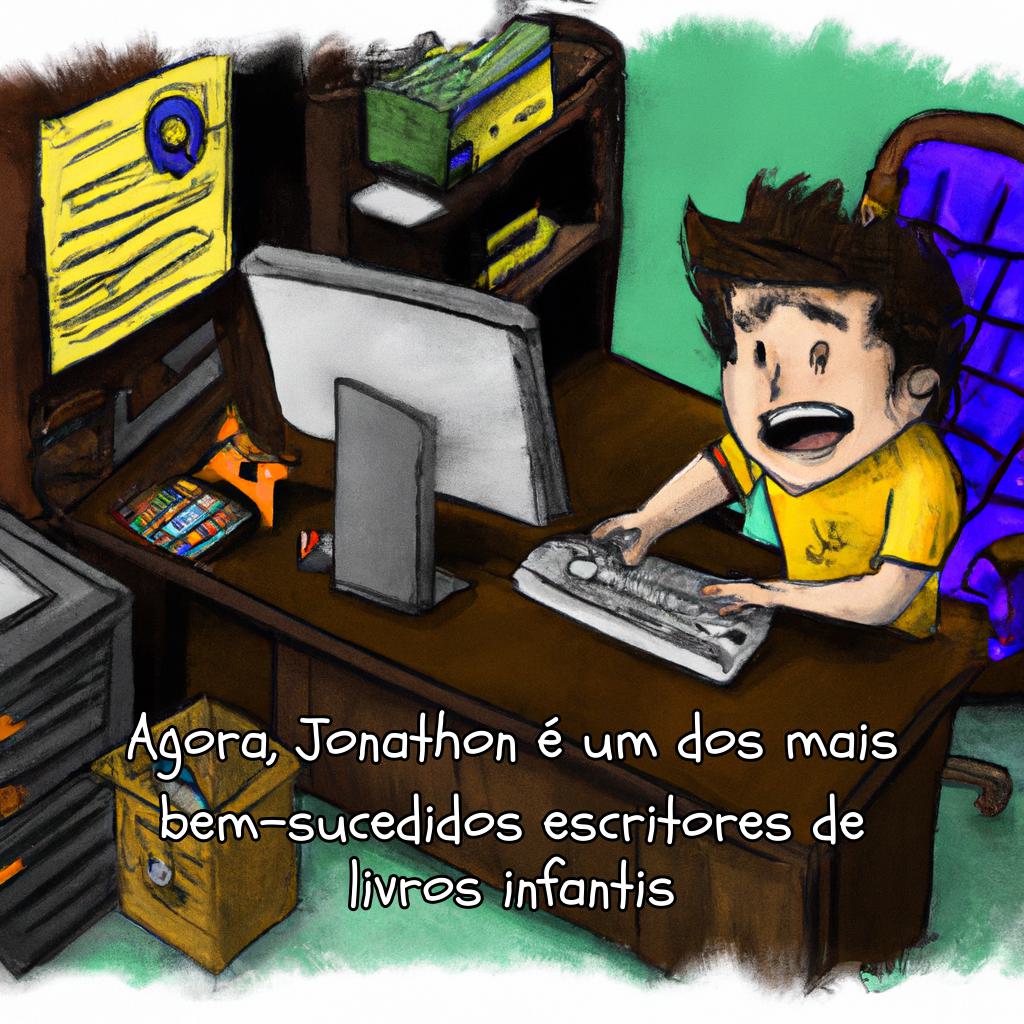 Agora, Jonathon é um dos mais
bem-sucedidos escritores de
livros infantis